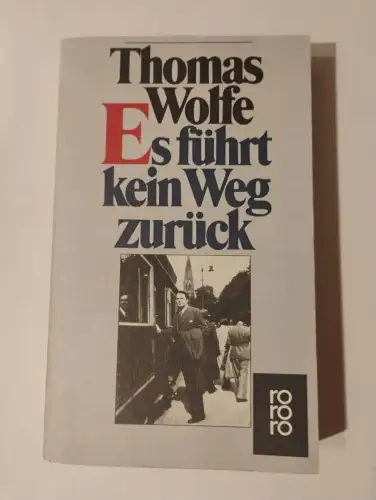 Thomas
Wolfe
Es führt
kein Weg
zurück
ro
ro
ro